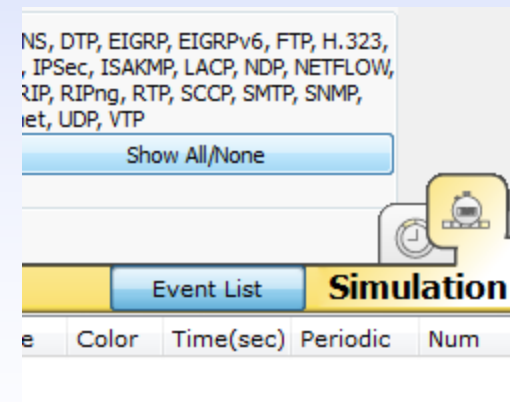 NS, DTP, EIGRP, EIGRPv6, FTP, H.323,
, IPSec, ISAKMP, LACP, NDP, NETFLOW,
RIP, RIPng, RTP, SCCP, SMTP, SNMP,
et, UDP, VTP
Show All/None
Event List Simulation
e Color Time(sec) Periodic Num